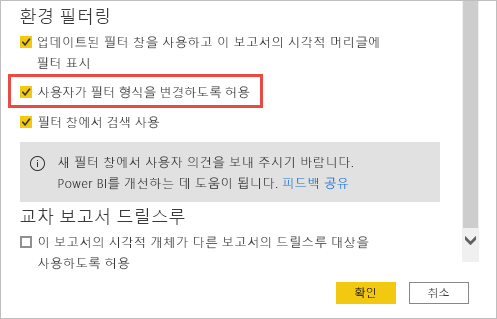 환경 필터링
업데이트된 필터 창을 사용하고 이 보고서의 시각적 머리글에
필터 표시
사용자가 필터 형식을 변경하도록 허용
필터 창에서 검색 사용
새 필터 창에서 사용자 의견을 보내 주시기 바랍니다.
Power BI를 개선하는 데 도움이 됩니다. 피드백 공유
교차 보고서 드릴스루
이 보고서의 시각적 개체가 다른 보고서의 드릴스루 대상을
사용하도록 허용
확인
취소